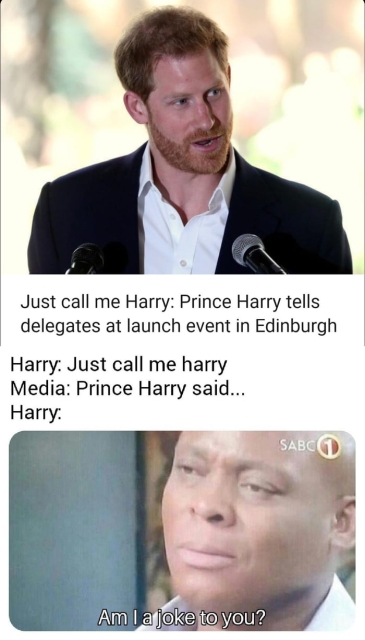 Just call me Harry: Prince Harry tells
delegates at launch event in Edinburgh
Harry: Just call me harry
Media: Prince Harry said...
Harry:
SABC 1
Am I a joke to you?